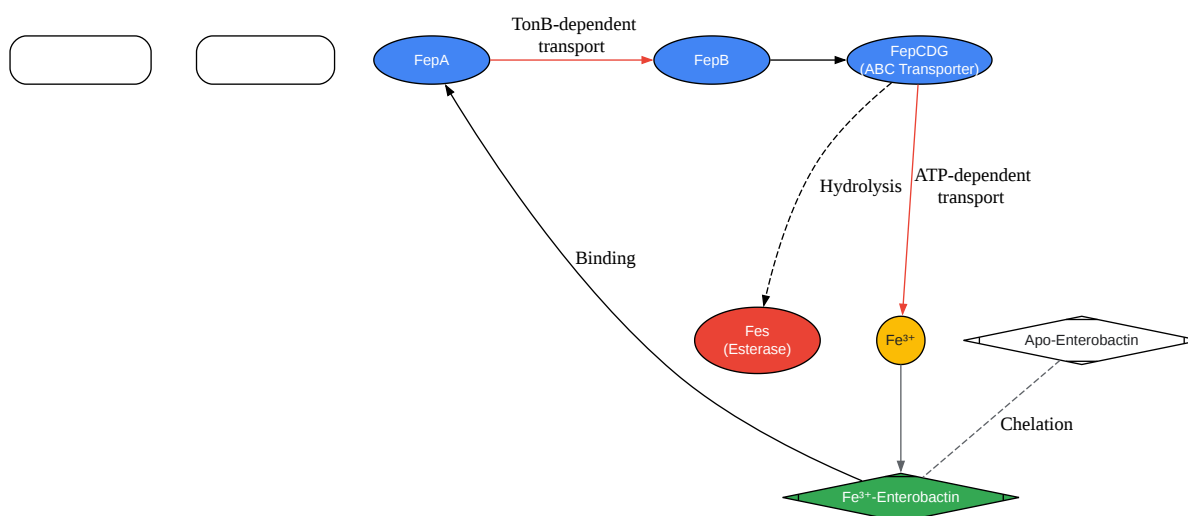 TonB-dependent
transport
FepA
FepB
FepCDG
(ABC Transporter)
Hydrolysis
ATP-dependent
transport
Binding
Fes
(Esterase)
Fe³⁺
Apo-Enterobactin
Chelation
Fe³⁺-Enterobactin